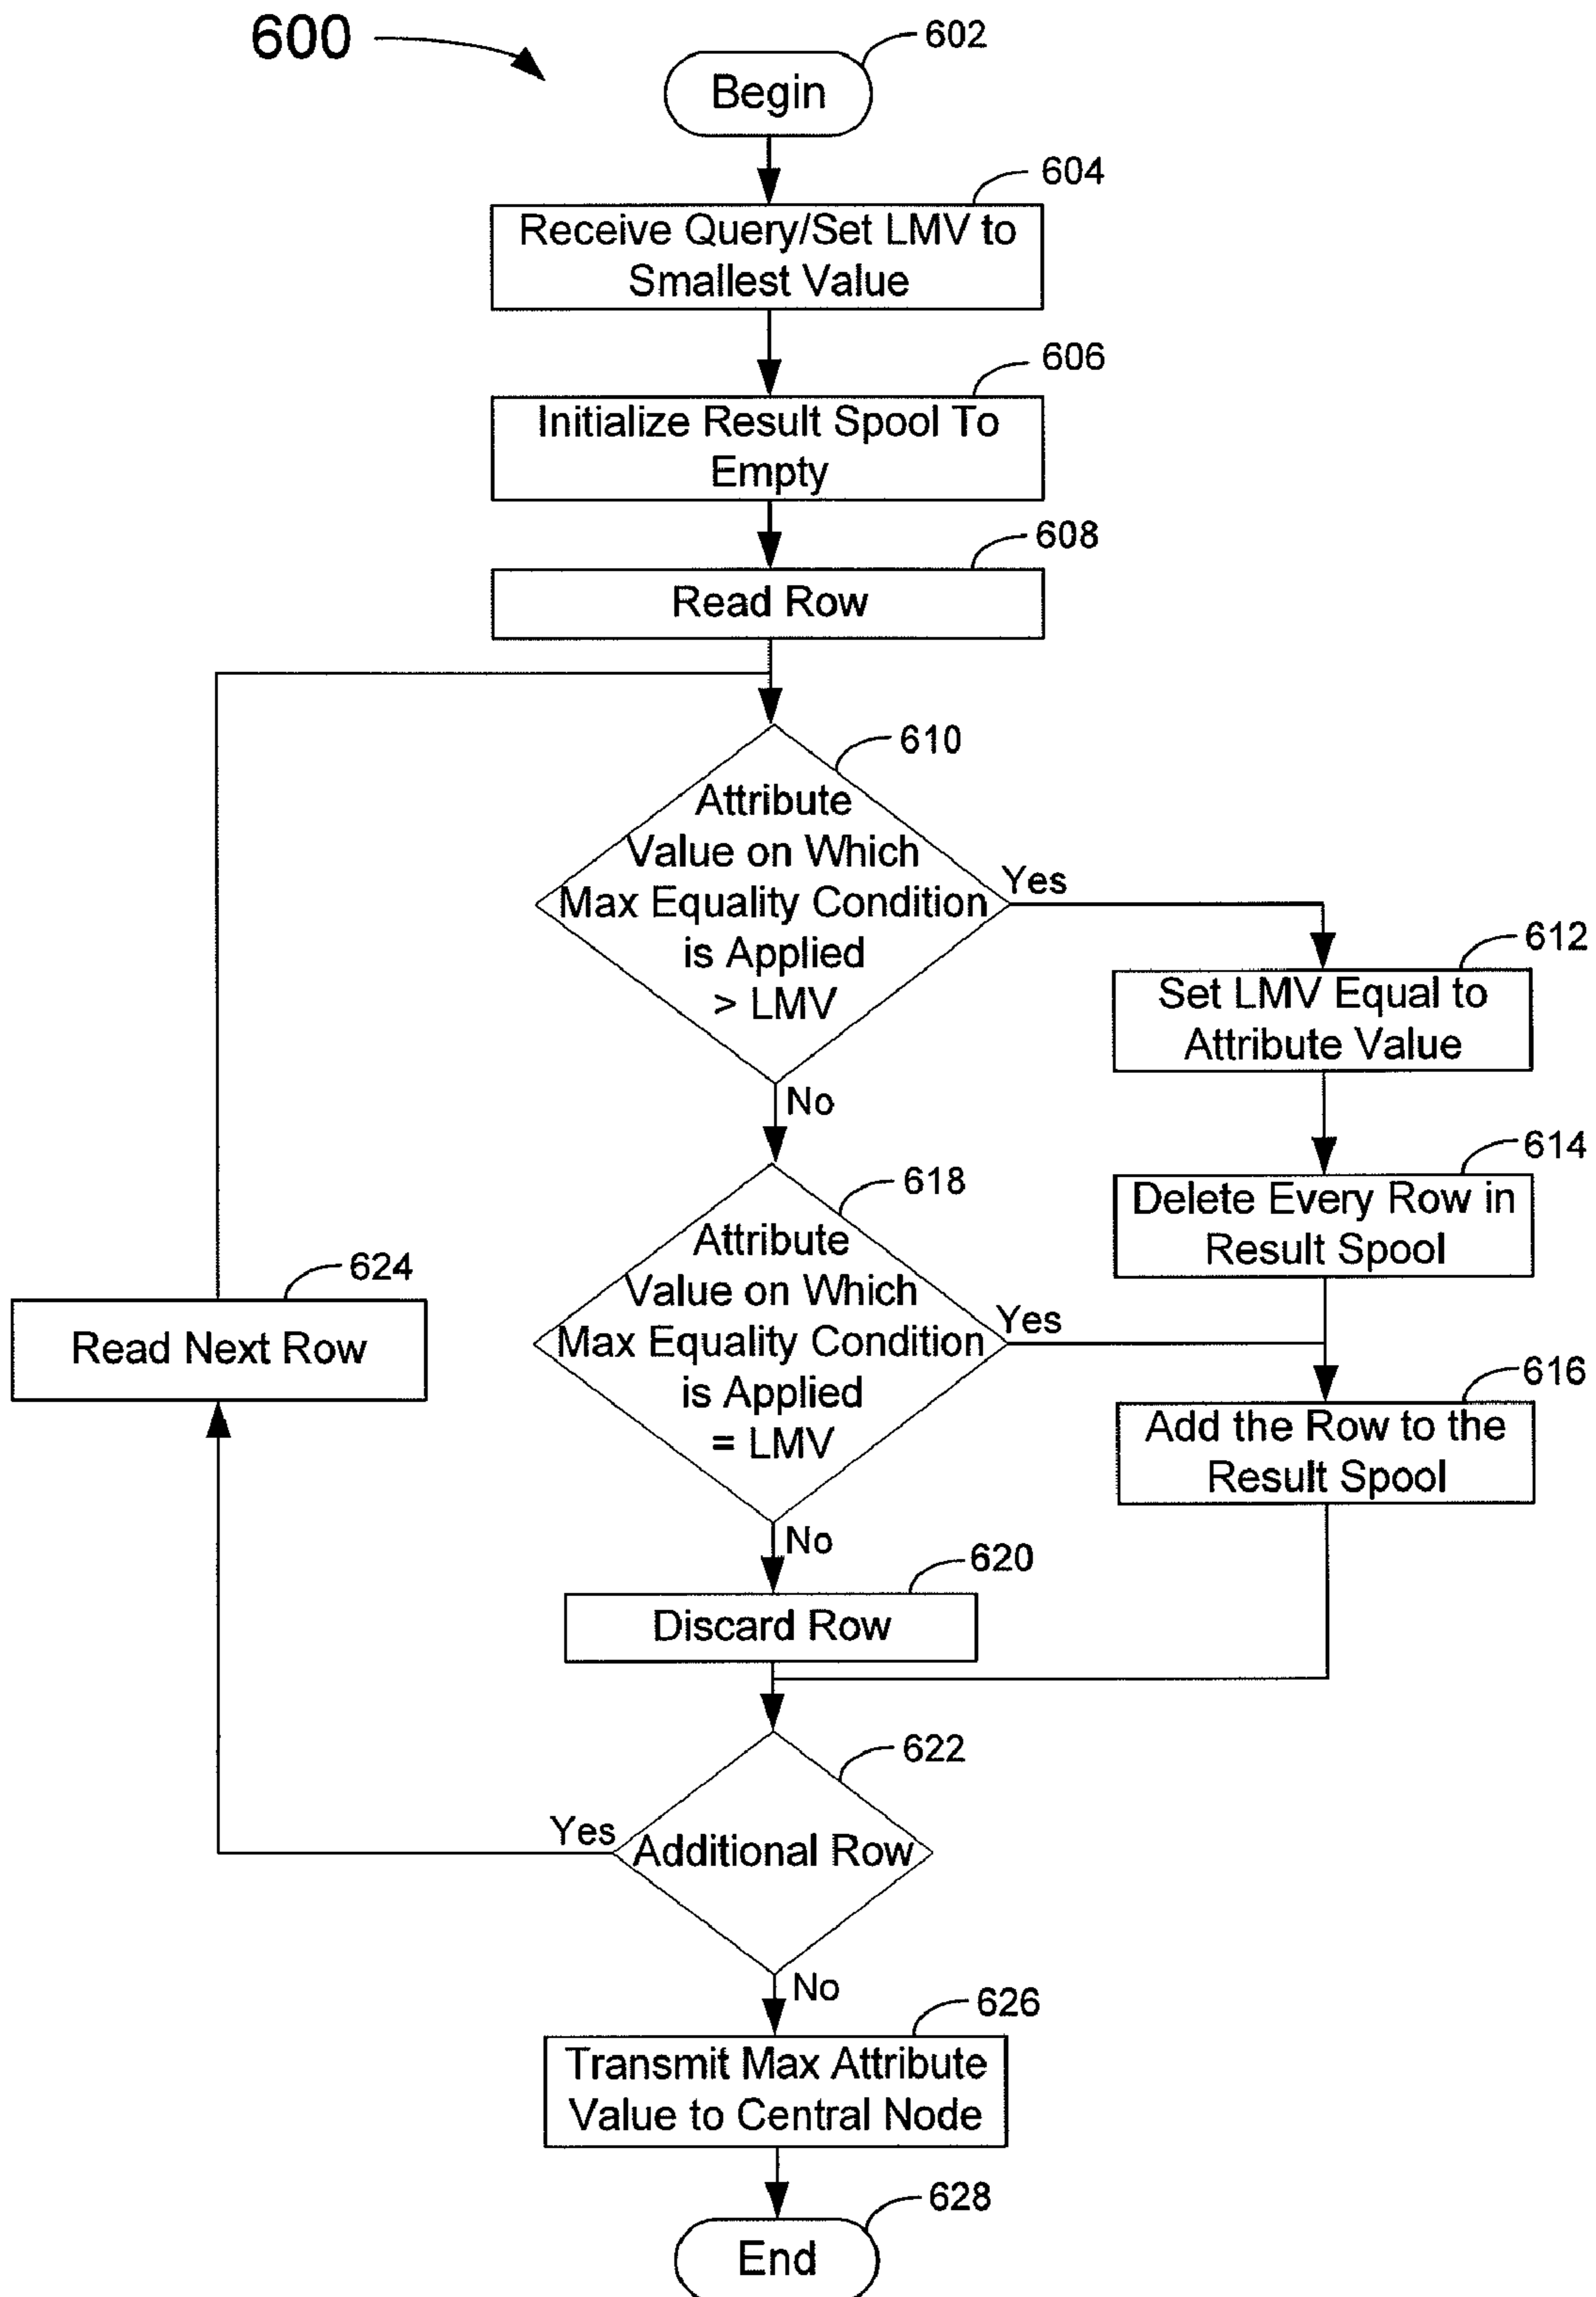 600
602
Begin
604
Receive Query/Set LMV to
Smallest Value
606
Initialize Result Spool To
Empty
608
Read Row
610
Attribute
Value on Which
Max Equality Condition
is Applied
> LMV
Yes
No
612
Set LMV Equal to
Attribute Value
614
Delete Every Row in
Result Spool
618
Attribute
Value on Which
Max Equality Condition
is Applied
= LMV
Yes
No
616
Add the Row to the
Result Spool
624
Read Next Row
620
Discard Row
622
Additional Row
Yes
No
626
Transmit Max Attribute
Value to Central Node
628
End